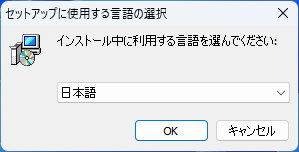 セットアップに使用する言語の選択
インストール中に利用する言語を選んでください:
日本語
OK
キャンセル